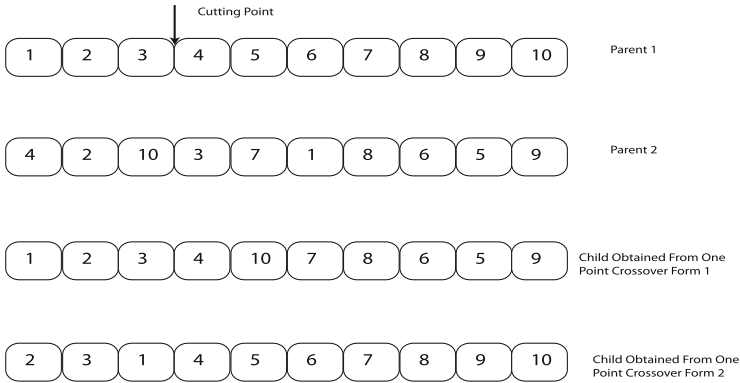 Cutting Point
1 2 3 4 5 6 7 8 9 10 Parent 1
4 2 10 3 7 1 8 6 5 9 Parent 2
1 2 3 4 10 7 8 6 5 9 Child Obtained From One
Point Crossover Form 1
2 3 1 4 5 6 7 8 9 10 Child Obtained From One
Point Crossover Form 2